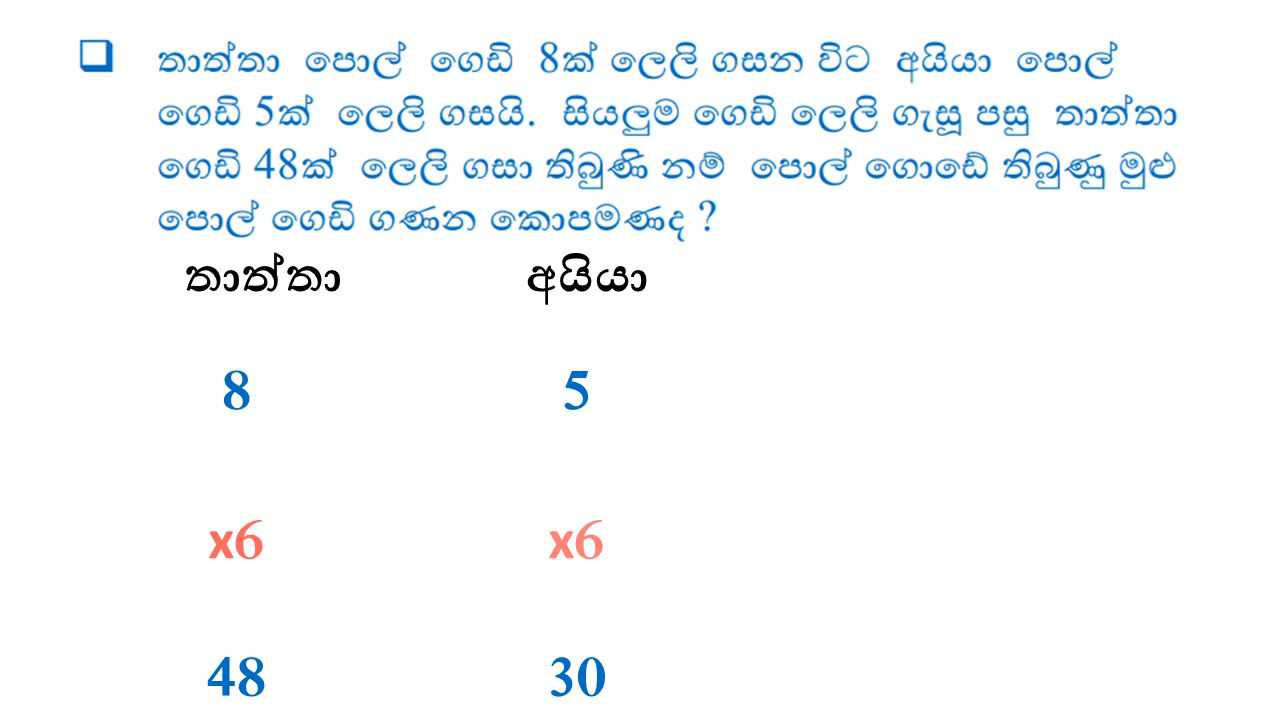 තාත්තා පොල් ගෙඩි 8ක් ලෙලි ගසන විට අයියා පොල්
ගෙඩි 5ක් ලෙලි ගසයි. සියලුම ගෙඩි ලෙලි ගැසූ පසු තාත්තා
ගෙඩි 48ක් ලෙලි ගසා තිබුණි නම් පොල් ගොඩේ තිබුණු මුළු
පොල් ගෙඩි ගණන කොපමණද ?
තාත්තා අයියා
8 5
x6 x6
48 30